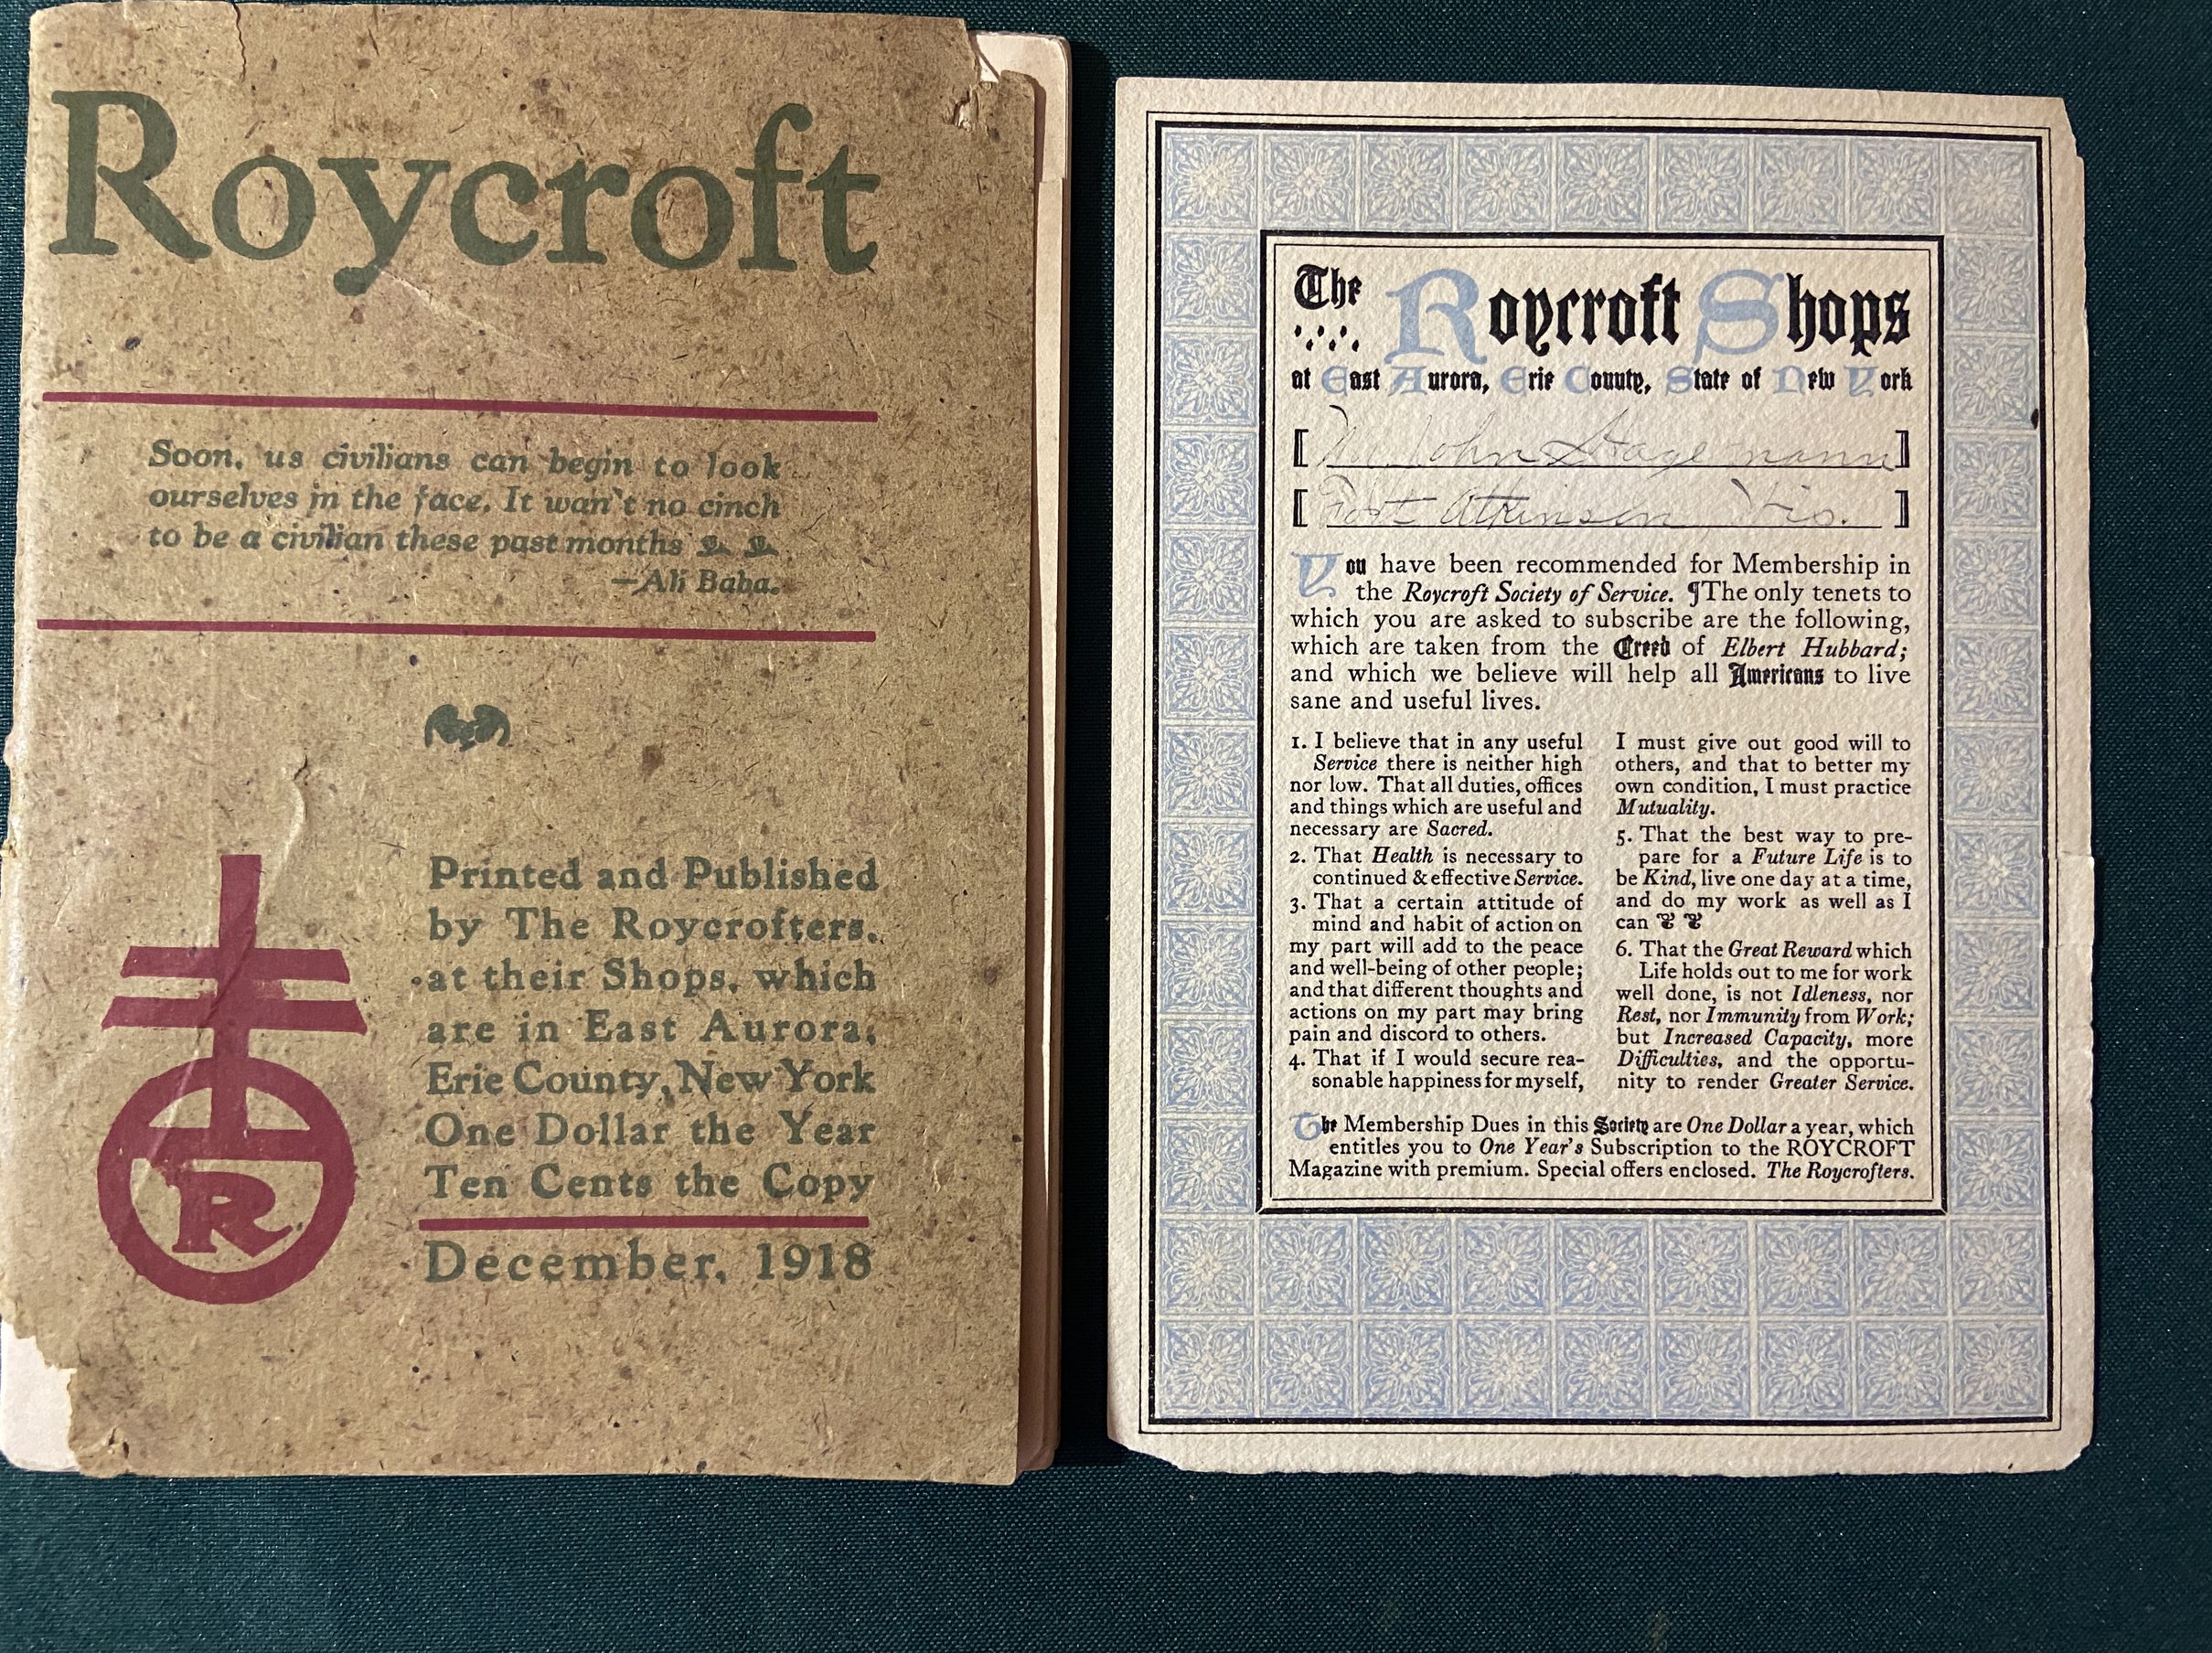 Roycroft
Soon, us civilians can begin to look
ourselves in the face. It wan't no cinch
to be a civilian these past months
—Ali Baba.
Printed and Published
by The Roycrofters,
at their Shops, which
are in East Aurora,
Erie County, New York
One Dollar the Year
Ten Cents the Copy
December, 1918
R
The Roycroft Shops
at East Aurora, Erie County, State of New York
[ Mr John Stagemann ]
[ Fort Atkinson Wis. ]
You have been recommended for Membership in
the Roycroft Society of Service. ¶The only tenets to
which you are asked to subscribe are the following,
which are taken from the Creed of Elbert Hubbard;
and which we believe will help all Americans to live
sane and useful lives.
1. I believe that in any useful
Service there is neither high
nor low. That all duties, offices
and things which are useful and
necessary are Sacred.
2. That Health is necessary to
continued & effective Service.
3. That a certain attitude of
mind and habit of action on
my part will add to the peace
and well-being of other people;
and that different thoughts and
actions on my part may bring
pain and discord to others.
4. That if I would secure rea-
sonable happiness for myself,
I must give out good will to
others, and that to better my
own condition, I must practice
Mutuality.
5. That the best way to pre-
pare for a Future Life is to
be Kind, live one day at a time,
and do my work as well as I
can
6. That the Great Reward which
Life holds out to me for work
well done, is not Idleness, nor
Rest, nor Immunity from Work;
but Increased Capacity, more
Difficulties, and the opportu-
nity to render Greater Service.
The Membership Dues in this Society are One Dollar a year, which
entitles you to One Year's Subscription to the ROYCROFT
Magazine with premium. Special offers enclosed. The Roycrofters.